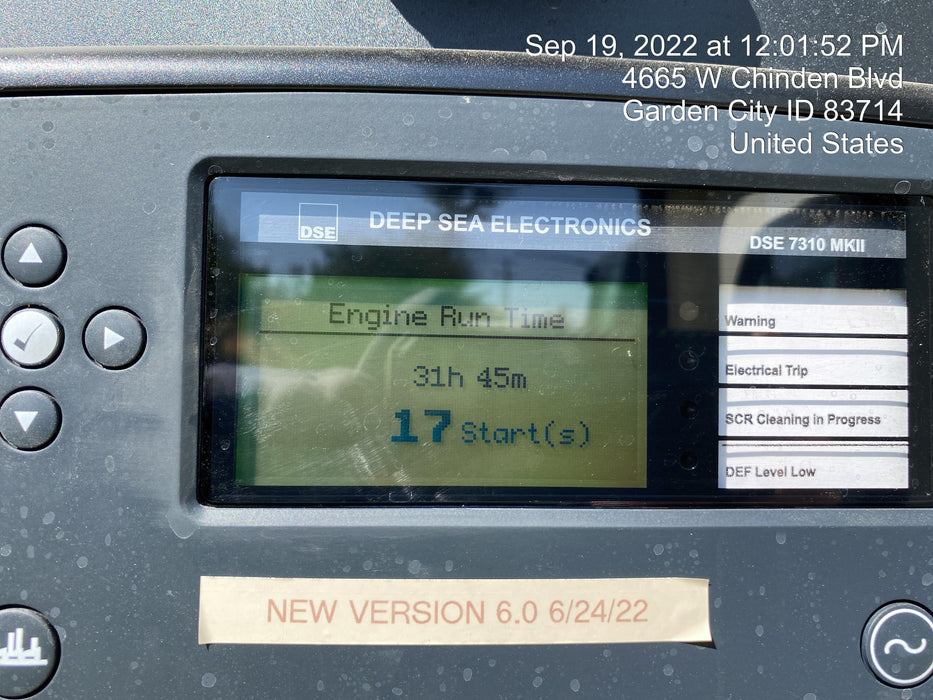 Sep 19, 2022 at 12:01:52 PM
4665 W Chinden Blvd
Garden City ID 83714
United States
DSE
DEEP SEA ELECTRONICS
DSE 7310 MKII
Engine Run Time
31h 45m
17 Start(s)
Warning
Electrical Trip
SCR Cleaning in Progress
DEF Level Low
NEW VERSION 6.0 6/24/22